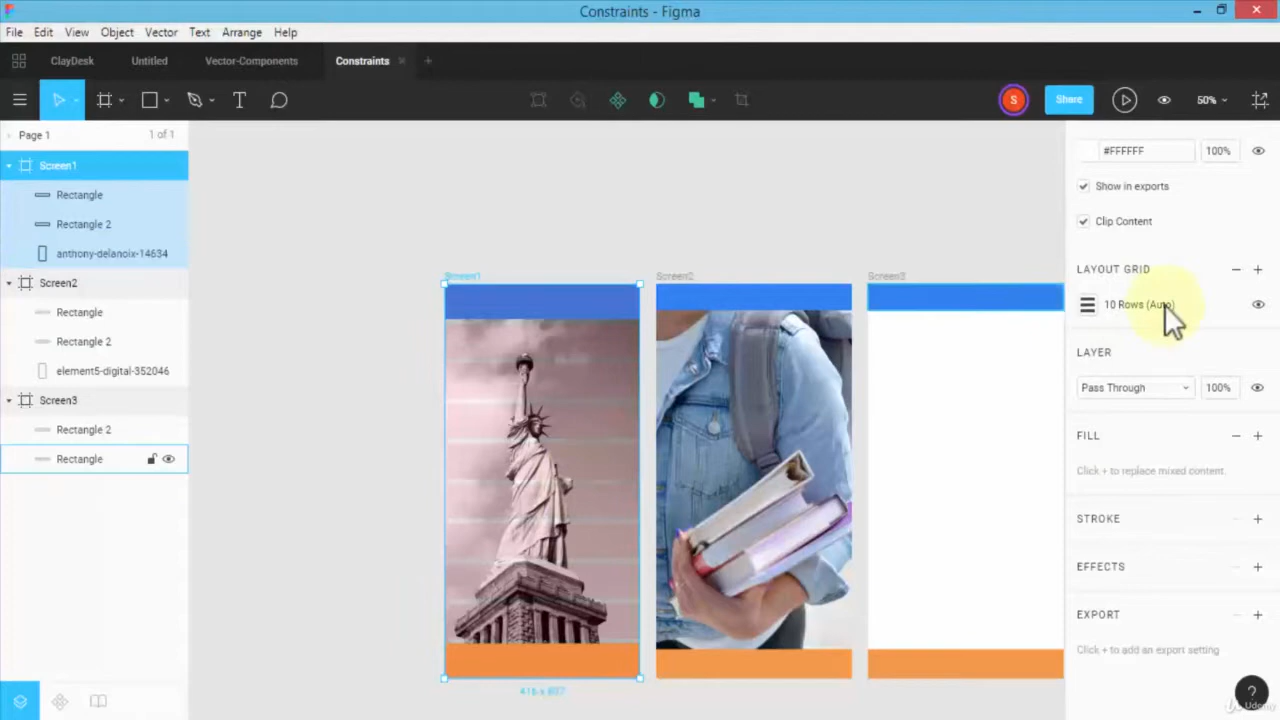 Constraints - Figma
File Edit View Object Vector Text Arrange Help
ClayDesk Untitled Vector-Components Constraints × +
T S Share 50%
Page 1 1 of 1
#FFFFFF 100%
Screen1
Show in exports
Rectangle
Clip Content
Rectangle 2
anthony-delanoix-14634
LAYOUT GRID
Screen1 Screen2 Screen3
Screen2
10 Rows (Auto)
Rectangle
Rectangle 2
LAYER
element5-digital-352046
Pass Through 100%
Screen3
Rectangle 2
FILL
Rectangle
Click + to replace mixed content.
STROKE
EFFECTS
EXPORT
Click + to add an export setting
?
Udemy